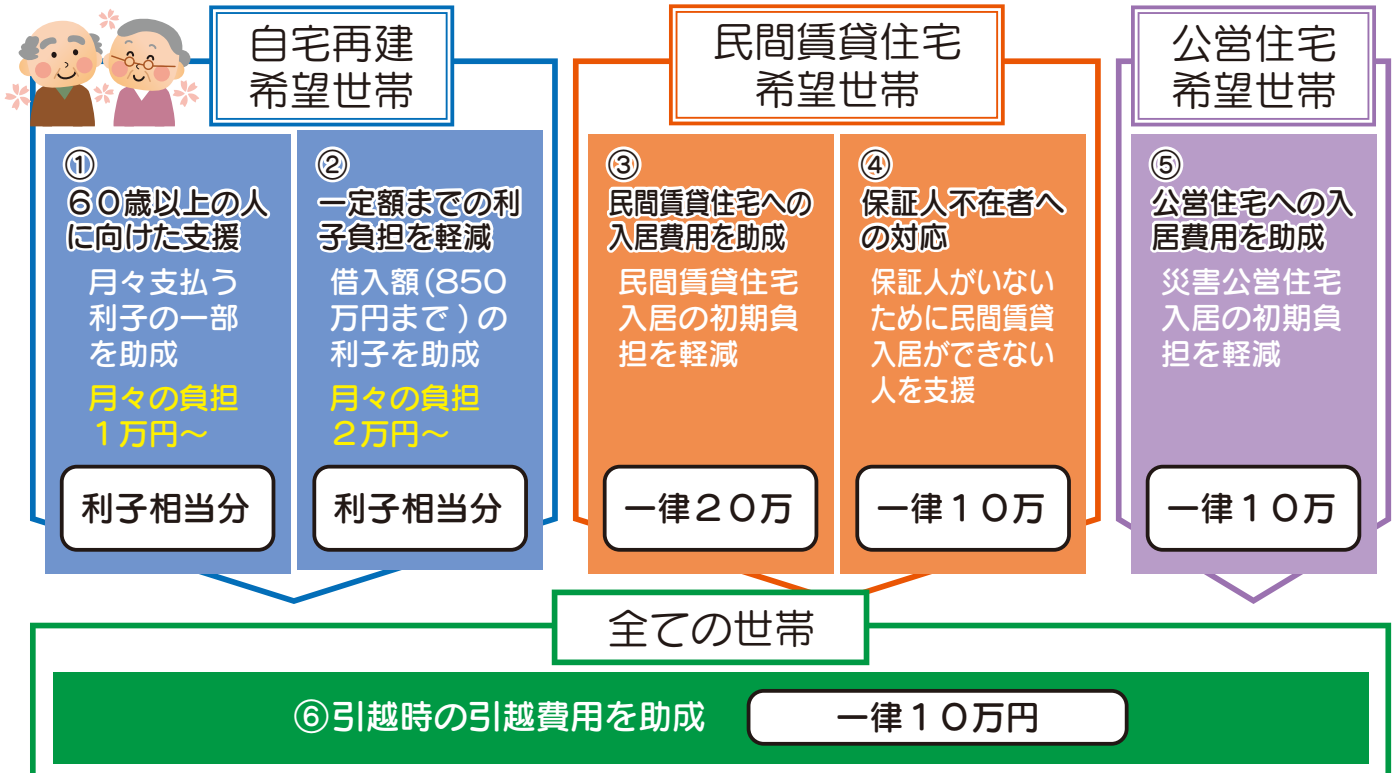 自宅再建
希望世帯
①
６０歳以上の人
に向けた支援
月々支払う
利子の一部
を助成
月々の負担
１万円～
利子相当分
②
一定額までの利
子負担を軽減
借入額(850
万円まで)の
利子を助成
月々の負担
２万円～
利子相当分
民間賃貸住宅
希望世帯
③
民間賃貸住宅への
入居費用を助成
民間賃貸住宅
入居の初期負
担を軽減
一律２０万
④
保証人不在者へ
の対応
保証人がいない
ために民間賃貸
入居ができない
人を支援
一律１０万
公営住宅
希望世帯
⑤
公営住宅への入
居費用を助成
災害公営住宅
入居の初期負
担を軽減
一律１０万
全ての世帯
⑥引越時の引越費用を助成 一律１０万円